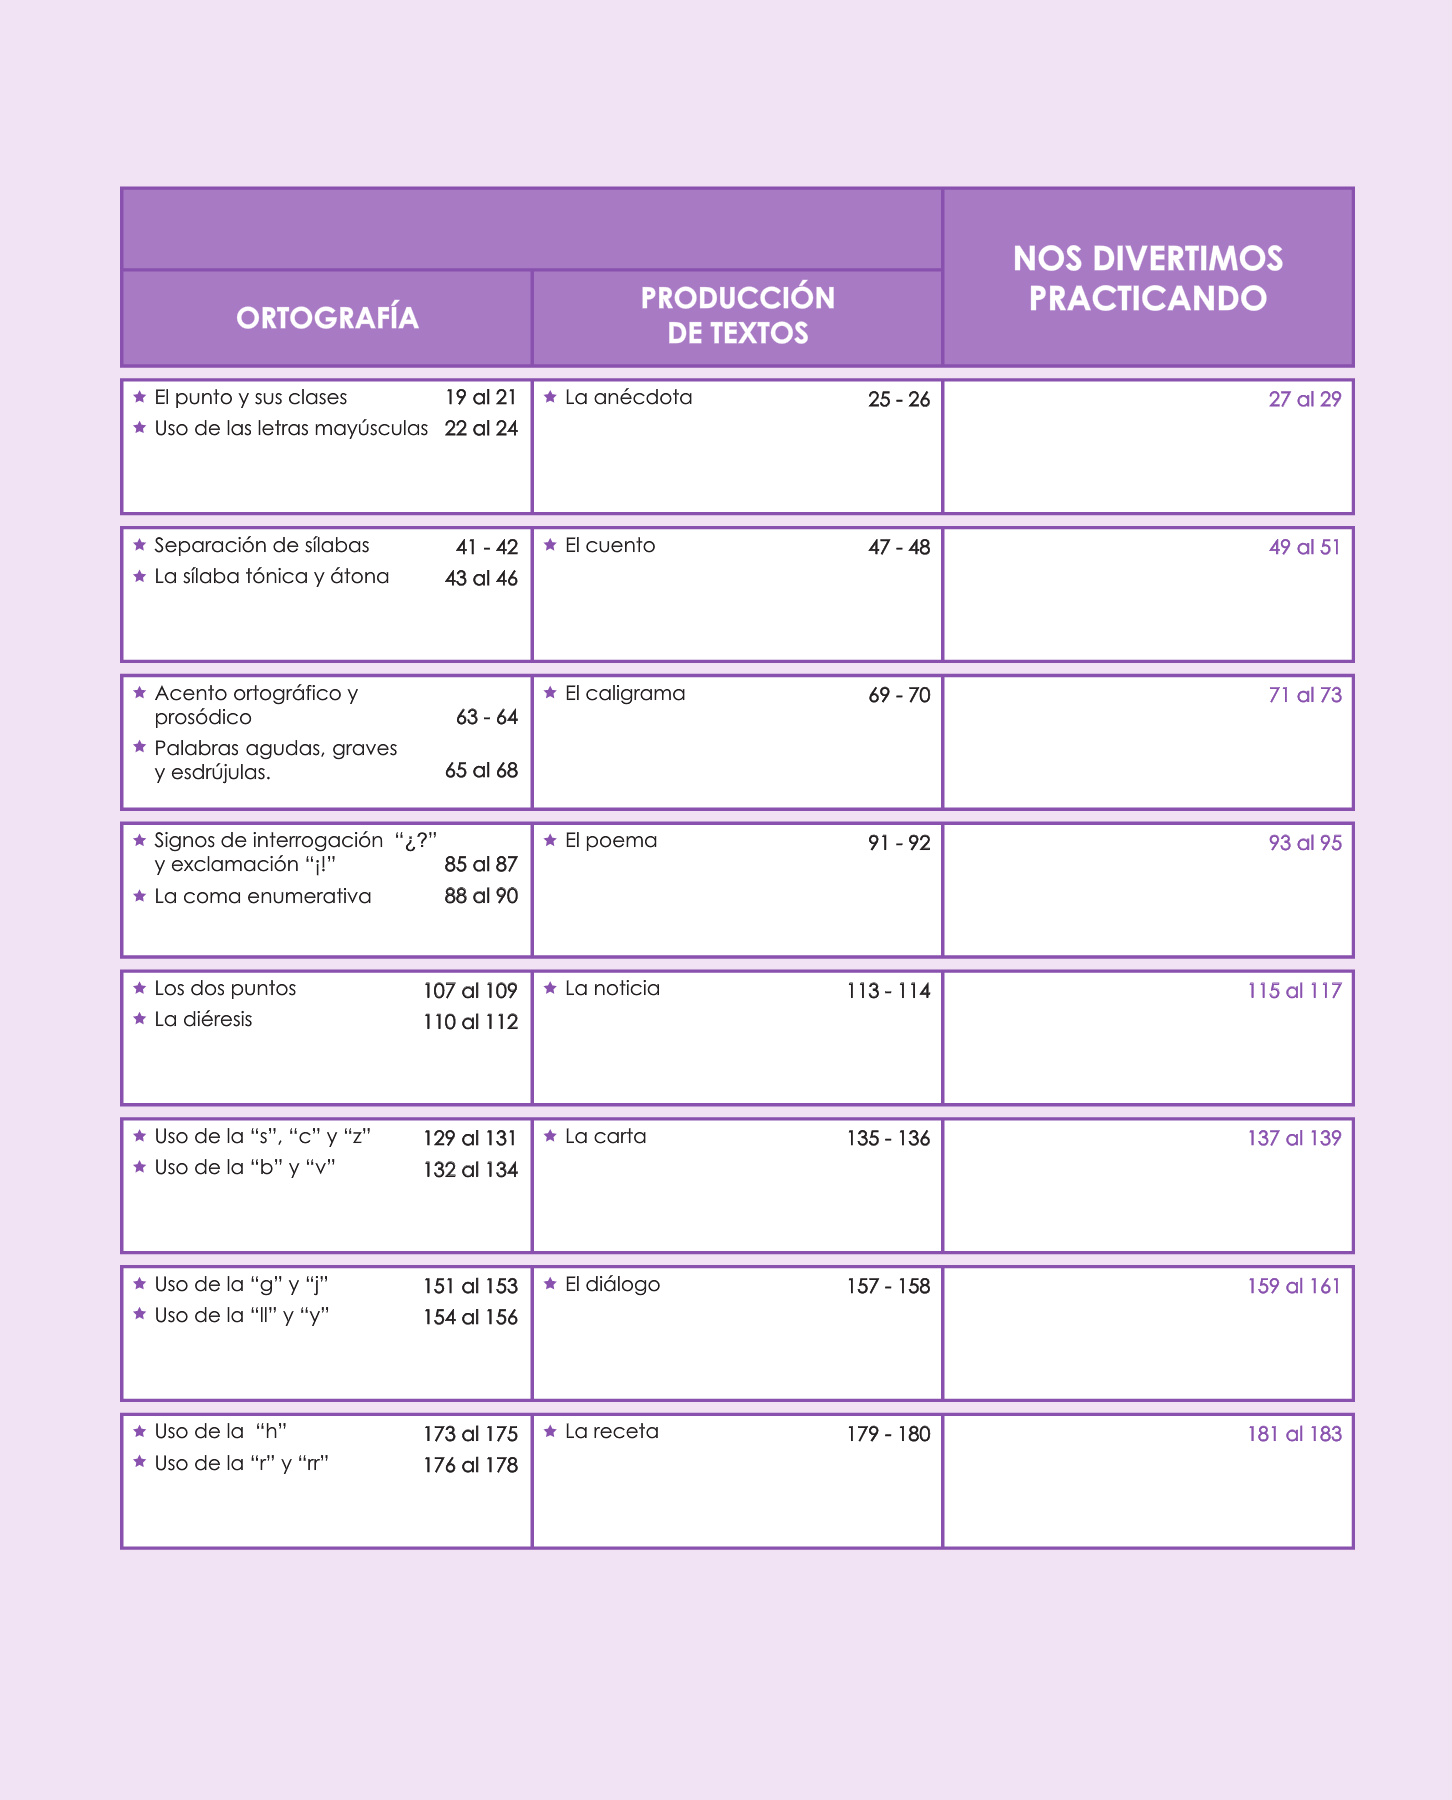 NOS DIVERTIMOS
PRACTICANDO
ORTOGRAFÍA
PRODUCCIÓN
DE TEXTOS
El punto y sus clases 19 al 21
Uso de las letras mayúsculas 22 al 24
La anécdota 25 - 26
27 al 29
Separación de sílabas 41 - 42
La sílaba tónica y átona 43 al 46
El cuento 47 - 48
49 al 51
Acento ortográfico y
prosódico 63 - 64
Palabras agudas, graves
y esdrújulas. 65 al 68
El caligrama 69 - 70
71 al 73
Signos de interrogación “¿?”
y exclamación “¡!” 85 al 87
La coma enumerativa 88 al 90
El poema 91 - 92
93 al 95
Los dos puntos 107 al 109
La diéresis 110 al 112
La noticia 113 - 114
115 al 117
Uso de la “s”, “c” y “z” 129 al 131
Uso de la “b” y “v” 132 al 134
La carta 135 - 136
137 al 139
Uso de la “g” y “j” 151 al 153
Uso de la “ll” y “y” 154 al 156
El diálogo 157 - 158
159 al 161
Uso de la “h” 173 al 175
Uso de la “r” y “rr” 176 al 178
La receta 179 - 180
181 al 183